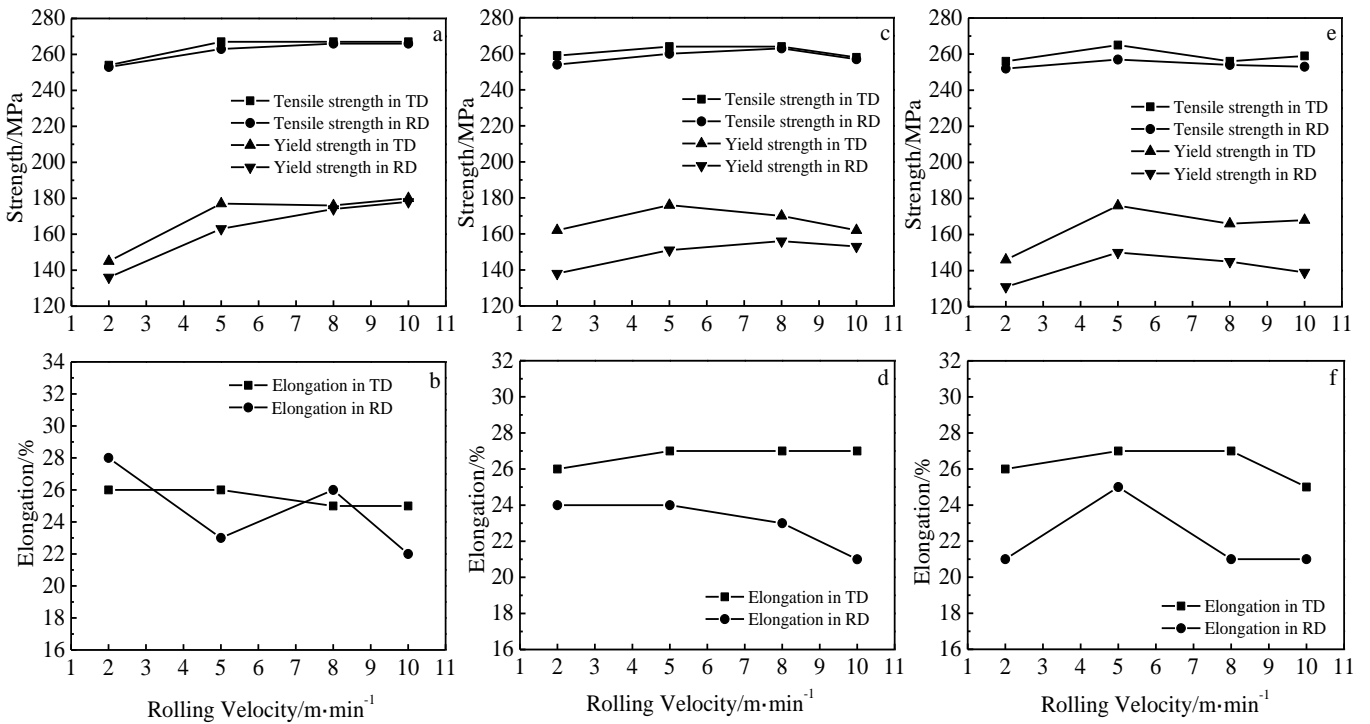 280
260
240
220
200
180
160
140
120
Strength/MPa
a
Tensile strength in TD
Tensile strength in RD
Yield strength in TD
Yield strength in RD
1 2 3 4 5 6 7 8 9 10 11
280
260
240
220
200
180
160
140
120
Strength/MPa
c
Tensile strength in TD
Tensile strength in RD
Yield strength in TD
Yield strength in RD
1 2 3 4 5 6 7 8 9 10 11
280
260
240
220
200
180
160
140
120
Strength/MPa
e
Tensile strength in TD
Tensile strength in RD
Yield strength in TD
Yield strength in RD
1 2 3 4 5 6 7 8 9 10 11
34
32
30
28
26
24
22
20
18
16
Elongation/%
b
Elongation in TD
Elongation in RD
1 2 3 4 5 6 7 8 9 10 11
Rolling Velocity/m·min⁻¹
32
30
28
26
24
22
20
18
16
Elongation/%
d
Elongation in TD
Elongation in RD
1 2 3 4 5 6 7 8 9 10 11
Rolling Velocity/m·min⁻¹
32
30
28
26
24
22
20
18
16
Elongation/%
f
Elongation in TD
Elongation in RD
1 2 3 4 5 6 7 8 9 10 11
Rolling Velocity/m·min⁻¹